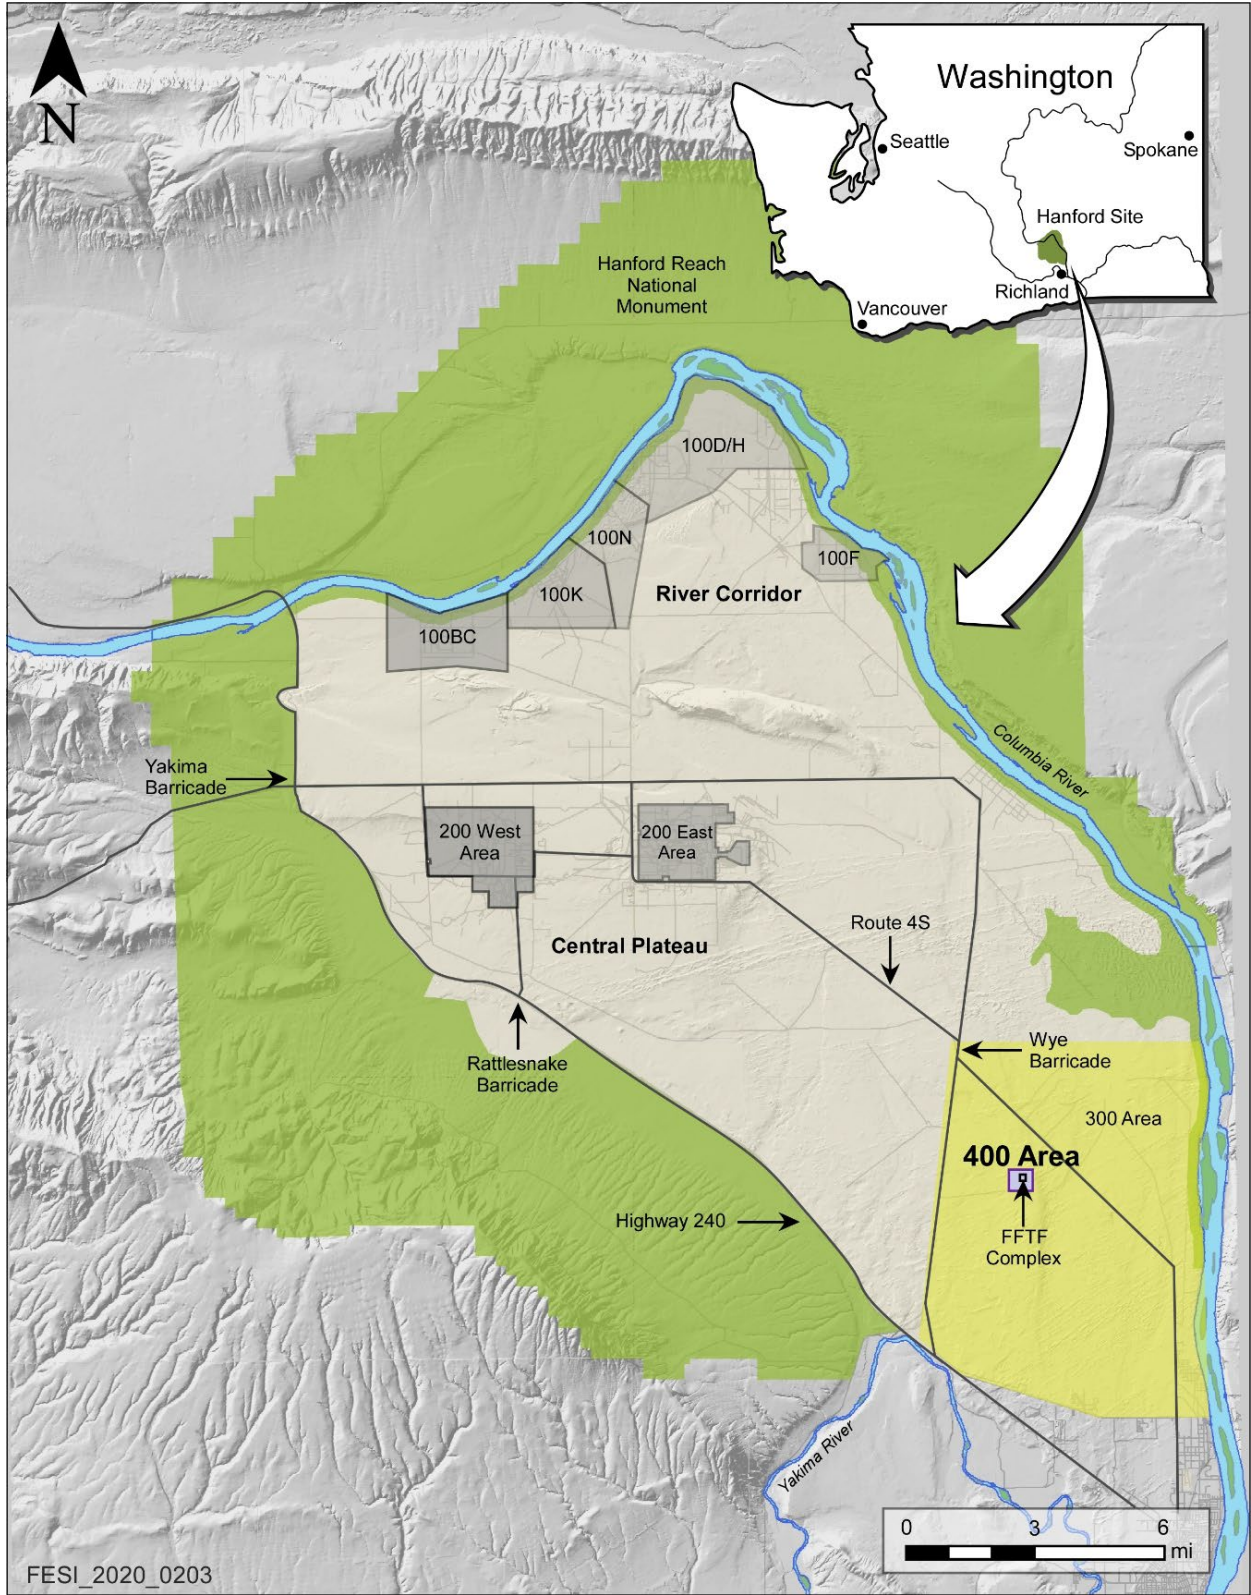 N
Washington
Seattle
Spokane
Hanford Site
Richland
Vancouver
Hanford Reach
National
Monument
100D/H
100N
100F
100K
River Corridor
100BC
Columbia River
Yakima
Barricade
200 West
Area
200 East
Area
Route 4S
Central Plateau
Wye
Barricade
Rattlesnake
Barricade
300 Area
400 Area
Highway 240
FFTF
Complex
Yakima River
0 3 6
mi
FESI_2020_0203